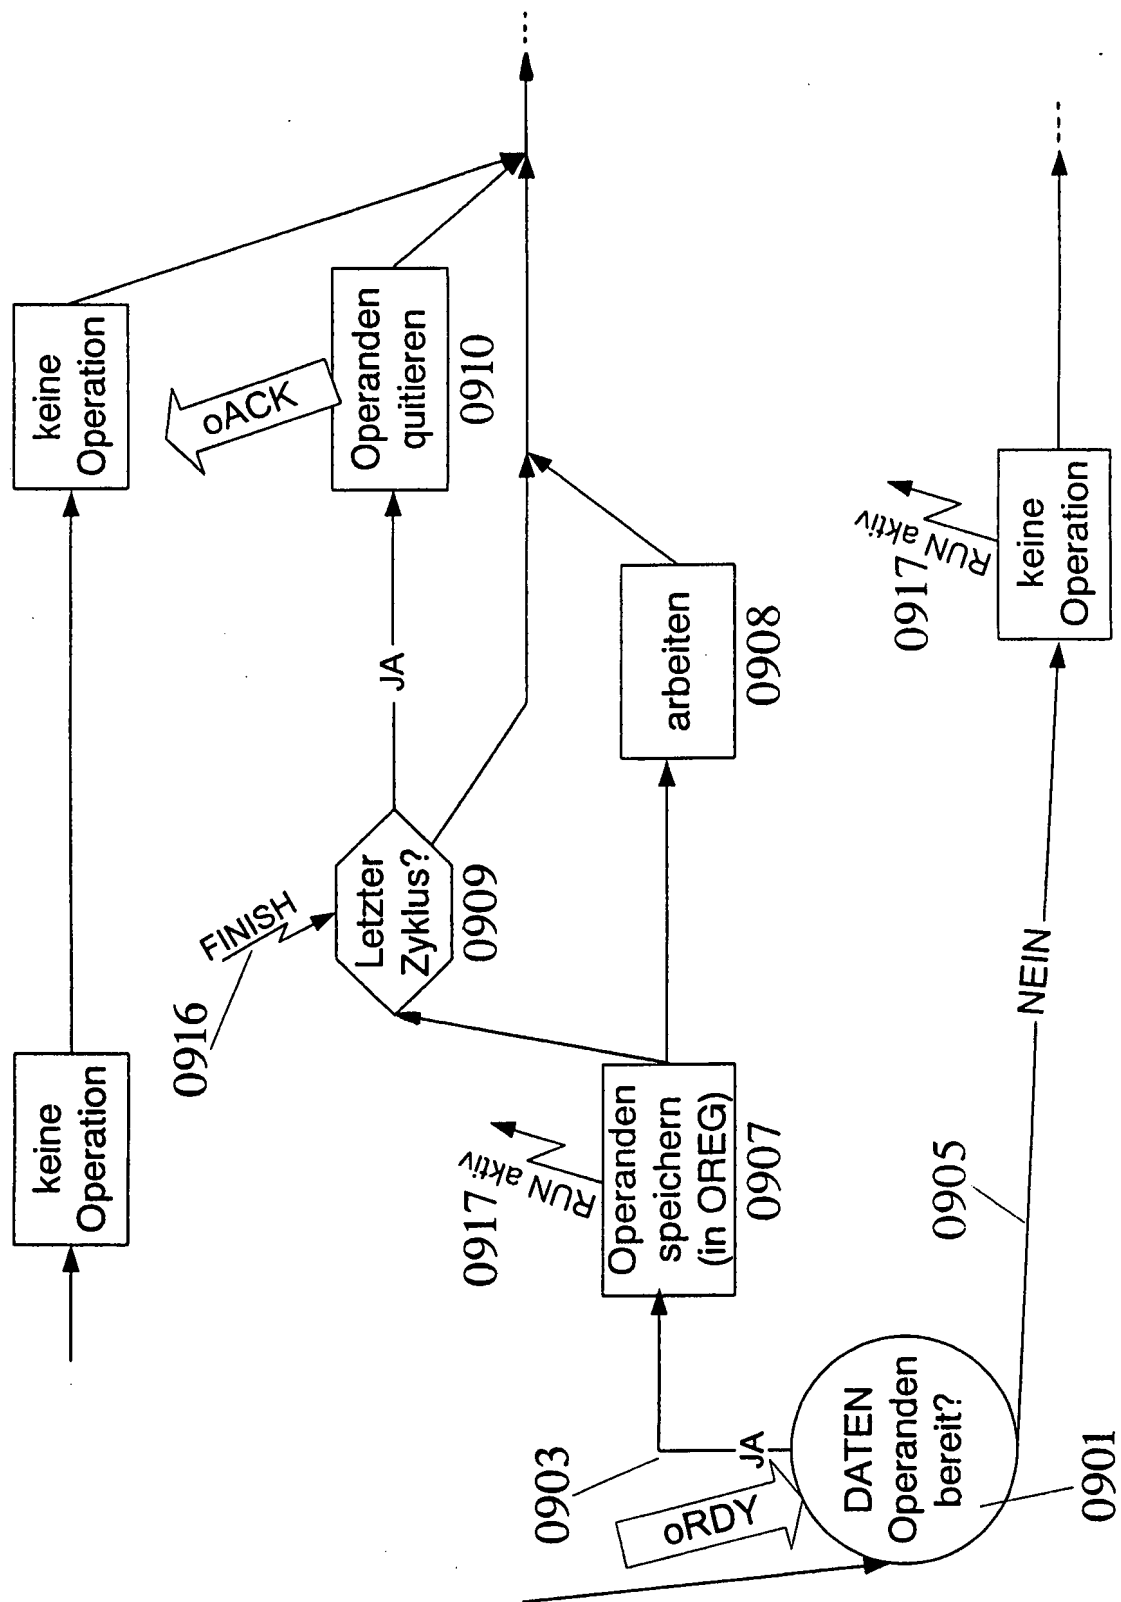 keine
Operation
keine
Operation
0916
FINISH
Letzter
Zyklus?
0909
JA
oACK
Operanden
quitieren
0910
0917
RUN aktiv
Operanden
speichern
(in OREG)
0907
arbeiten
0908
0903
oRDY
JA
DATEN
Operanden
bereit?
0901
0905
NEIN
0917
RUN aktiv
keine
Operation